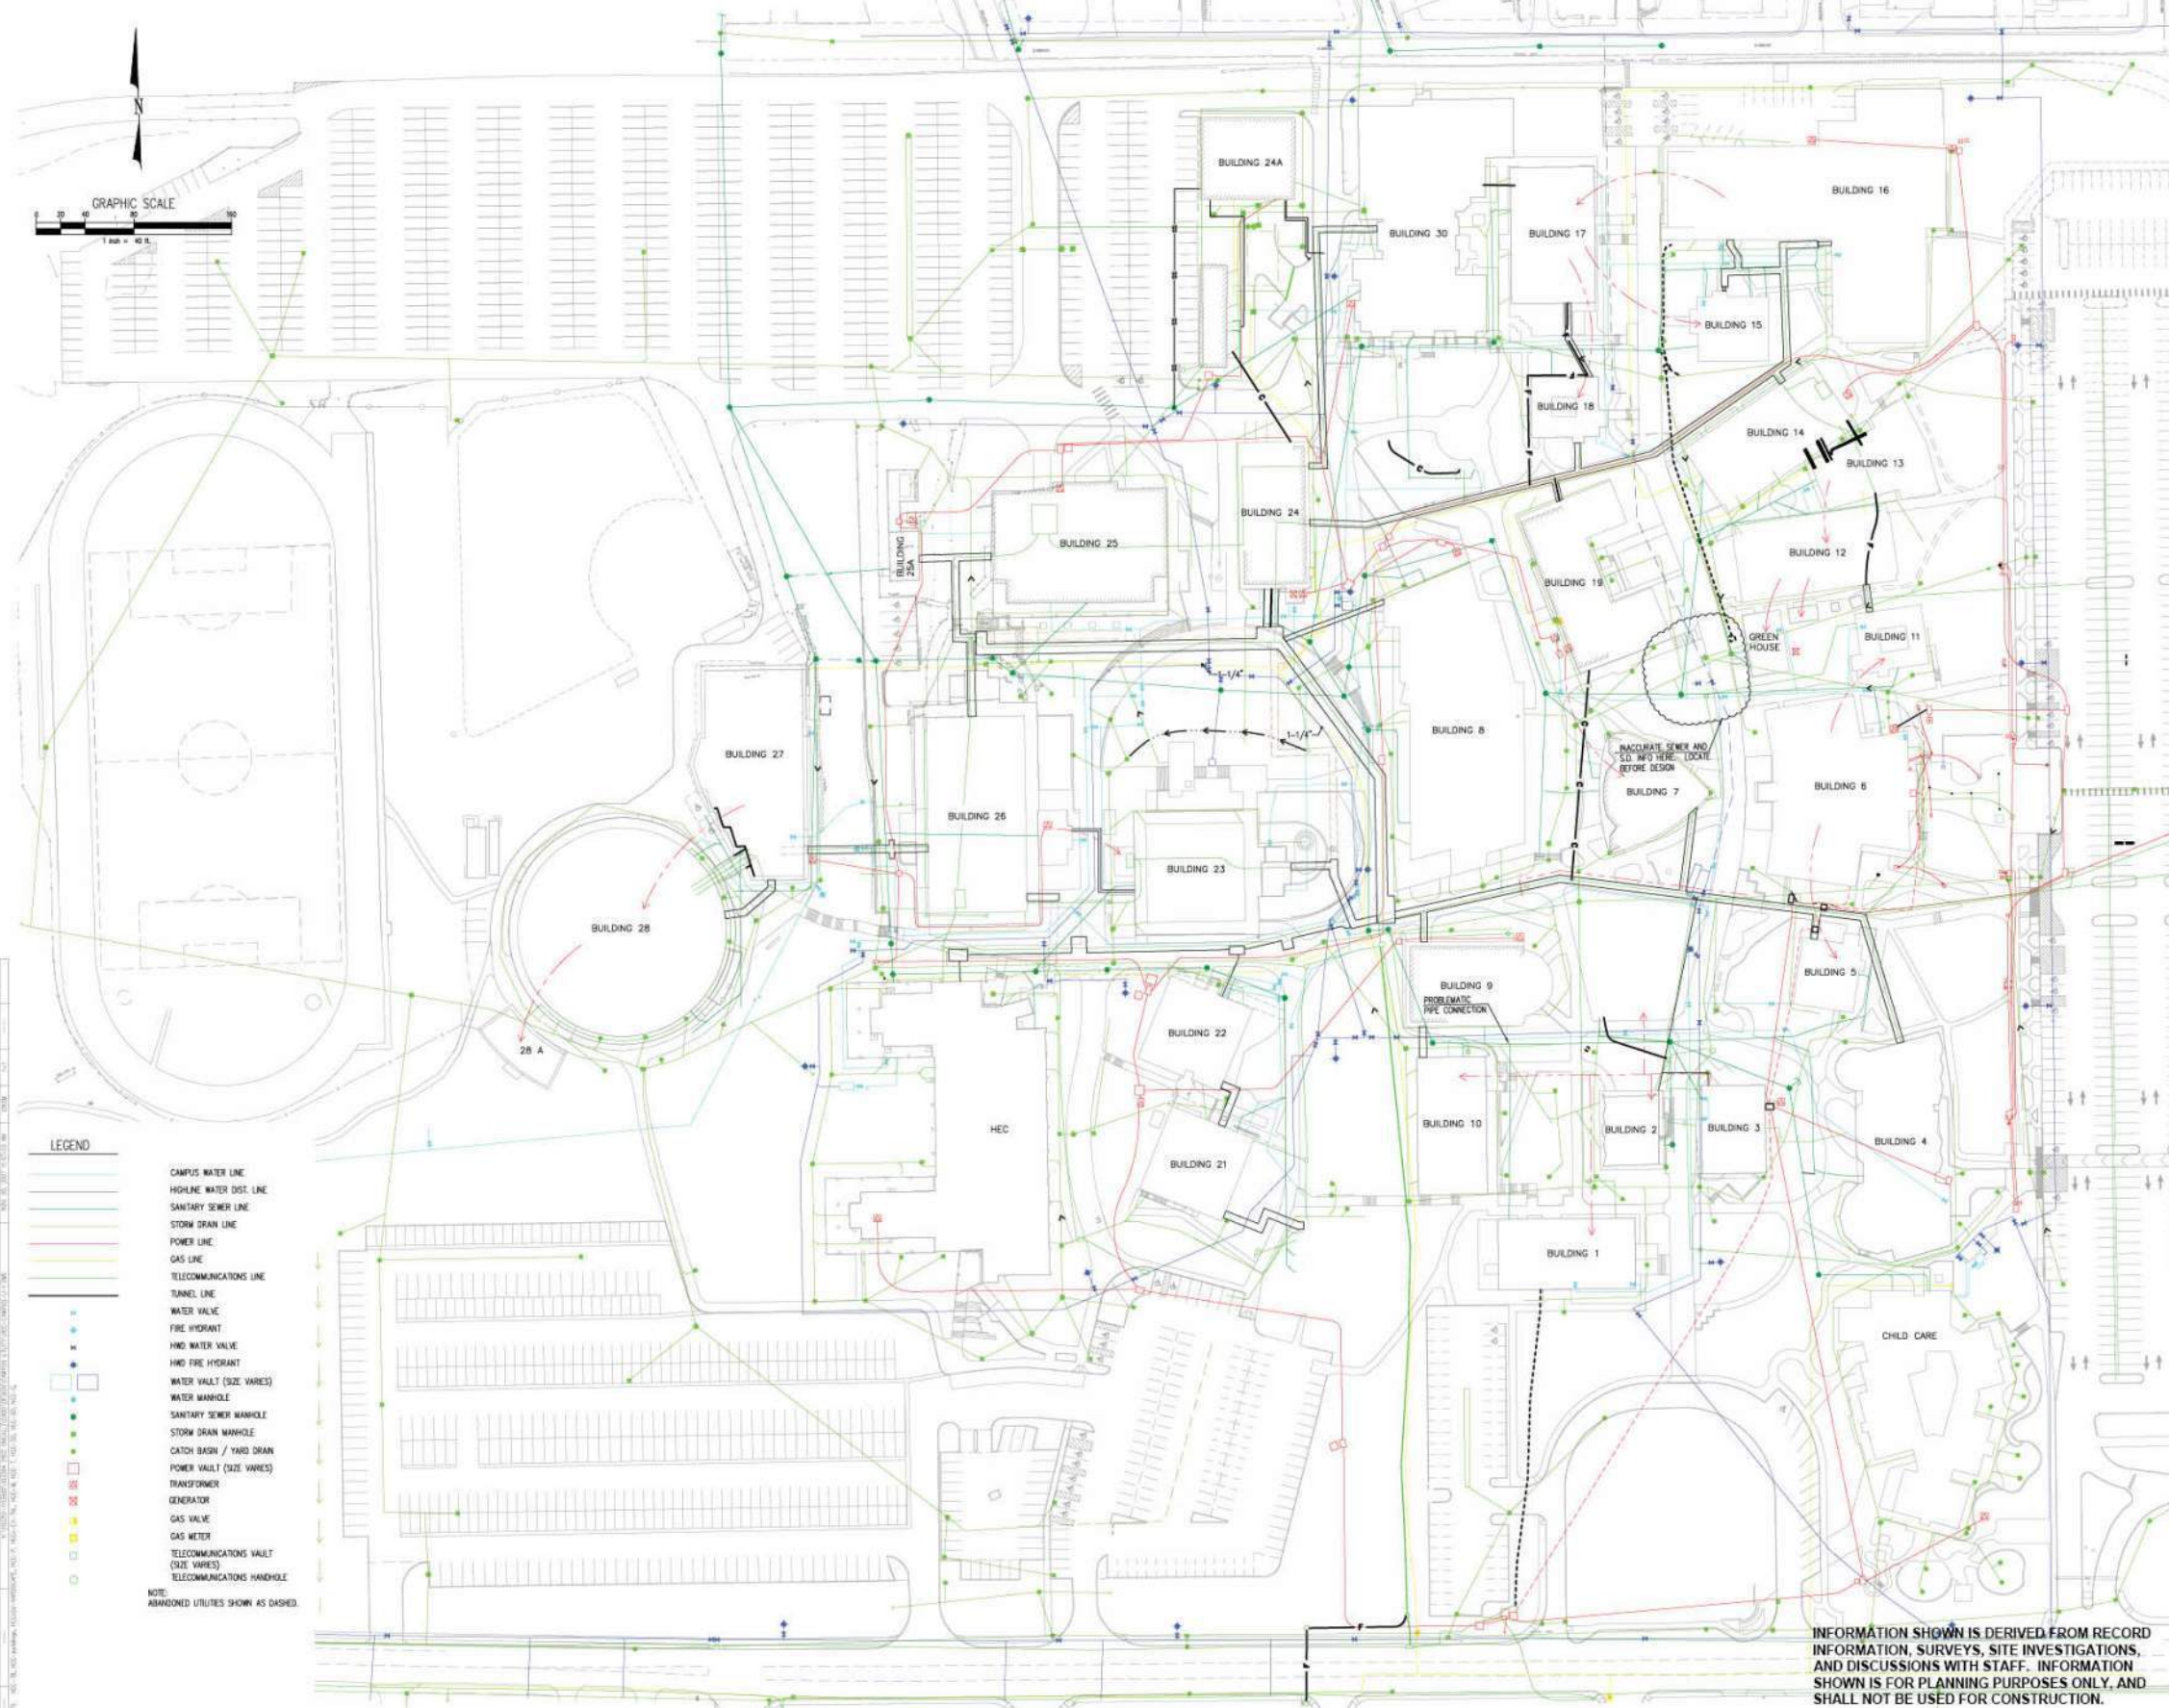 N
GRAPHIC SCALE
0 20 40 80 160
1 inch = 40 ft.
BUILDING 24A
BUILDING 30
BUILDING 17
BUILDING 16
BUILDING 15
BUILDING 18
BUILDING 14
BUILDING 13
BUILDING 24
BUILDING 25
BUILDING
25A
BUILDING 19
BUILDING 12
GREEN
HOUSE
BUILDING 11
1-1/4"
1-1/4"
BUILDING 27
BUILDING 8
INACCURATE SEWER AND
S.D. INFO HERE. LOCATE
BEFORE DESIGN
BUILDING 7
BUILDING 6
BUILDING 26
BUILDING 23
BUILDING 28
BUILDING 5
BUILDING 9
PROBLEMATIC
PIPE CONNECTION
28 A
BUILDING 22
HEC
BUILDING 21
BUILDING 10
BUILDING 2
BUILDING 3
BUILDING 4
BUILDING 1
CHILD CARE
LEGEND
CAMPUS WATER LINE
HIGHLINE WATER DIST. LINE
SANITARY SEWER LINE
STORM DRAIN LINE
POWER LINE
GAS LINE
TELECOMMUNICATIONS LINE
TUNNEL LINE
WATER VALVE
FIRE HYDRANT
HWD WATER VALVE
HWD FIRE HYDRANT
WATER VAULT (SIZE VARIES)
WATER MANHOLE
SANITARY SEWER MANHOLE
STORM DRAIN MANHOLE
CATCH BASIN / YARD DRAIN
POWER VAULT (SIZE VARIES)
TRANSFORMER
GENERATOR
GAS VALVE
GAS METER
TELECOMMUNICATIONS VAULT
(SIZE VARIES)
TELECOMMUNICATIONS HANDHOLE
NOTE:
ABANDONED UTILITIES SHOWN AS DASHED.
INFORMATION SHOWN IS DERIVED FROM RECORD
INFORMATION, SURVEYS, SITE INVESTIGATIONS,
AND DISCUSSIONS WITH STAFF. INFORMATION
SHOWN IS FOR PLANNING PURPOSES ONLY, AND
SHALL NOT BE USED FOR CONSTRUCTION.